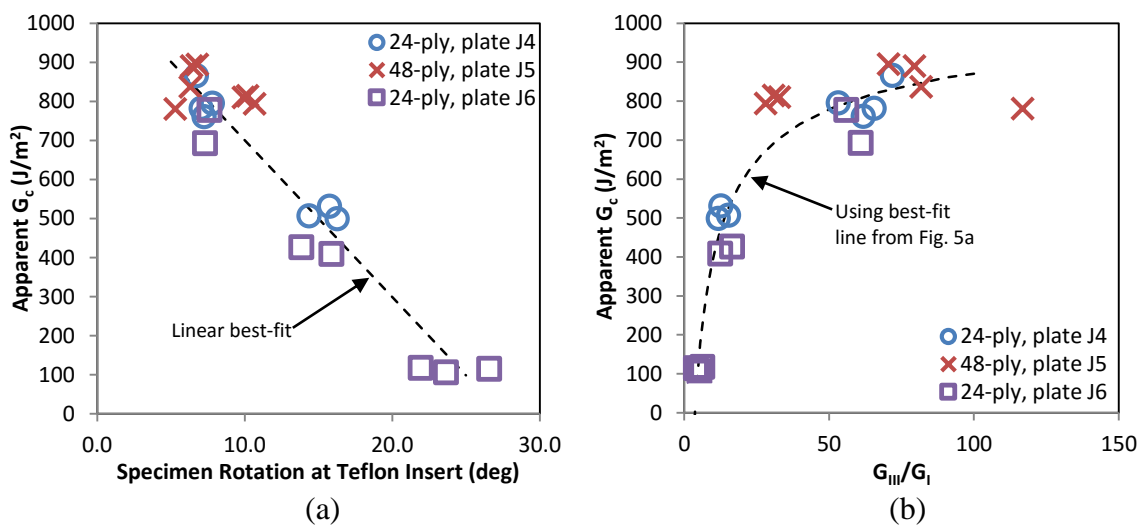 1000
900
800
700
600
500
400
300
200
100
0
Apparent Gc (J/m²)
24-ply, plate J4
48-ply, plate J5
24-ply, plate J6
Linear best-fit
0.0 10.0 20.0 30.0
Specimen Rotation at Teflon Insert (deg)
(a)
1000
900
800
700
600
500
400
300
200
100
0
Apparent Gc (J/m²)
Using best-fit
line from Fig. 5a
24-ply, plate J4
48-ply, plate J5
24-ply, plate J6
0 50 100 150
GIII/GI
(b)